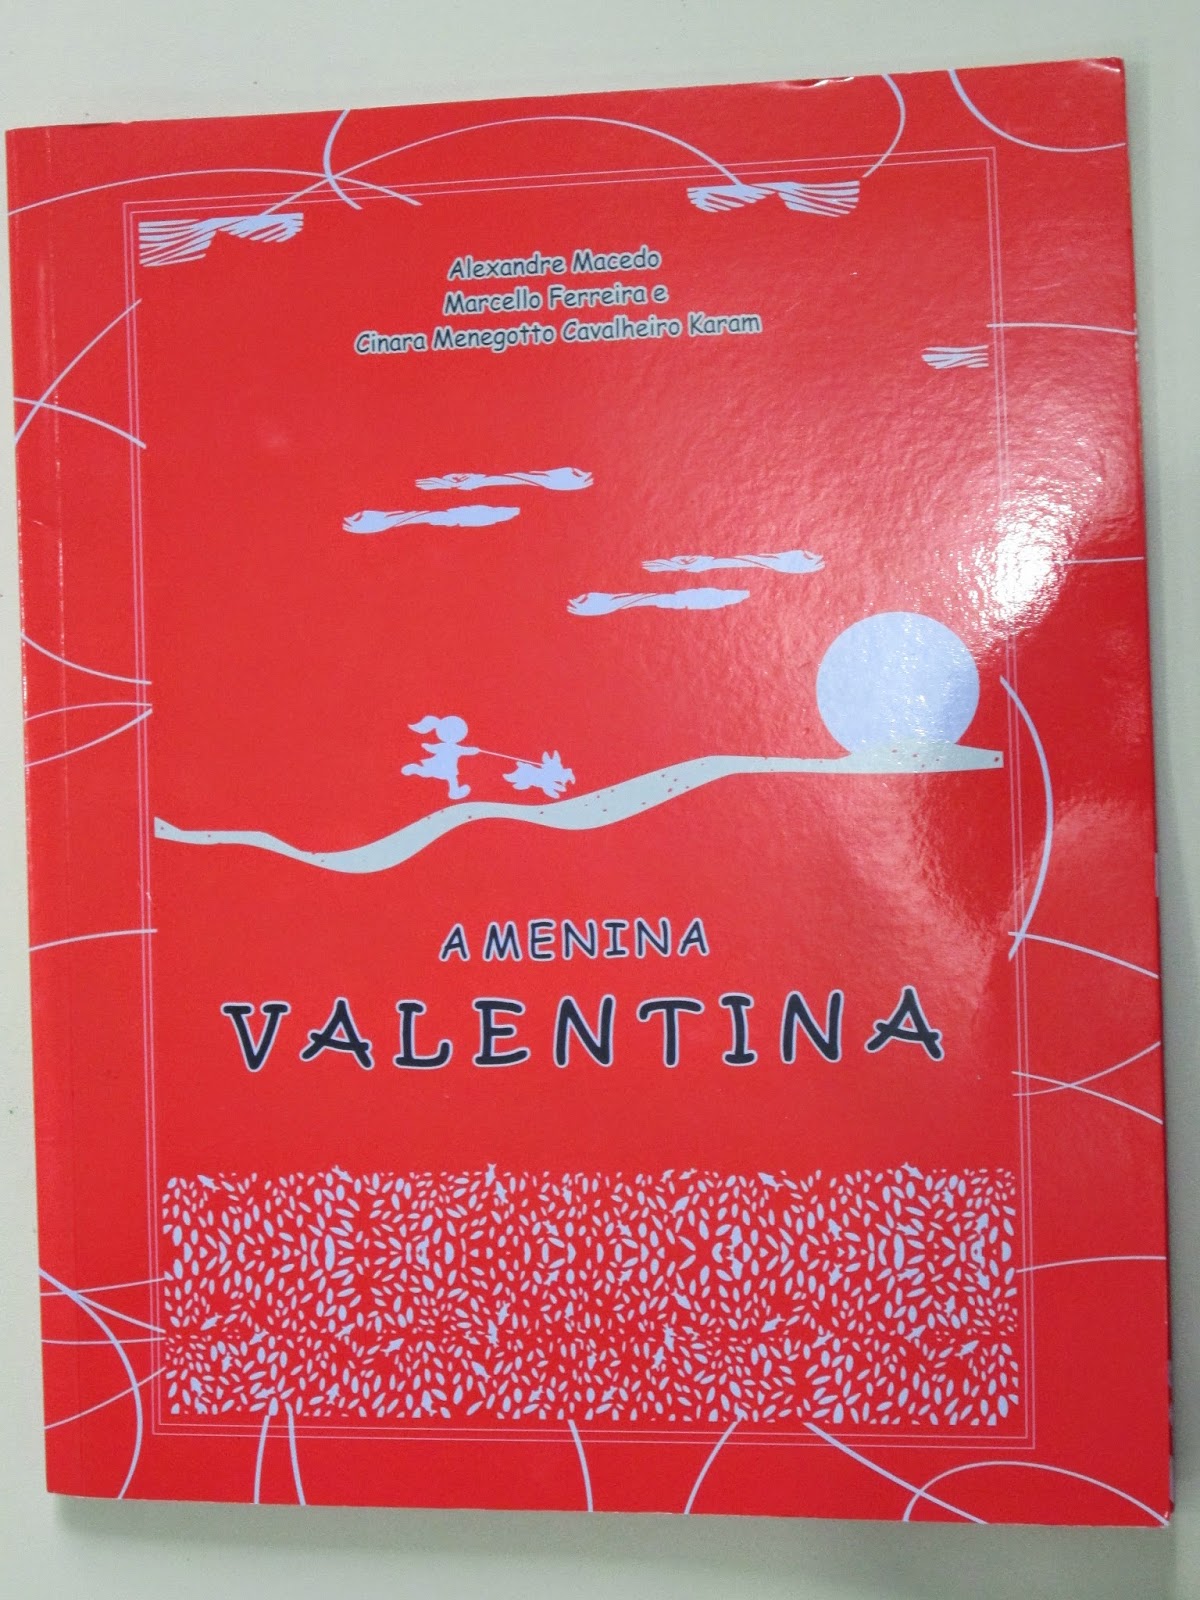 Alexandre Macedo
Marcello Ferreira e
Cinara Menegotto Cavalheiro Karam
A MENINA
VALENTINA